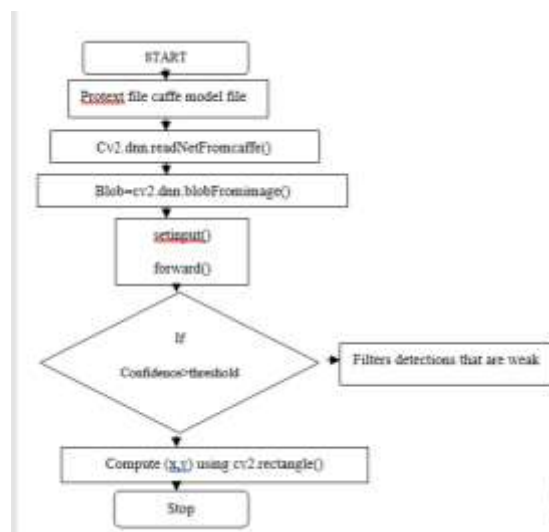 START
Protext file caffe model file
Cv2.dnn.readNetFromcaffe()
Blob=cv2.dnn.blobFromimage()
setinput()
forward()
If
Confidence>threshold
Filters detections that are weak
Compute (x,y) using cv2.rectangle()
Stop